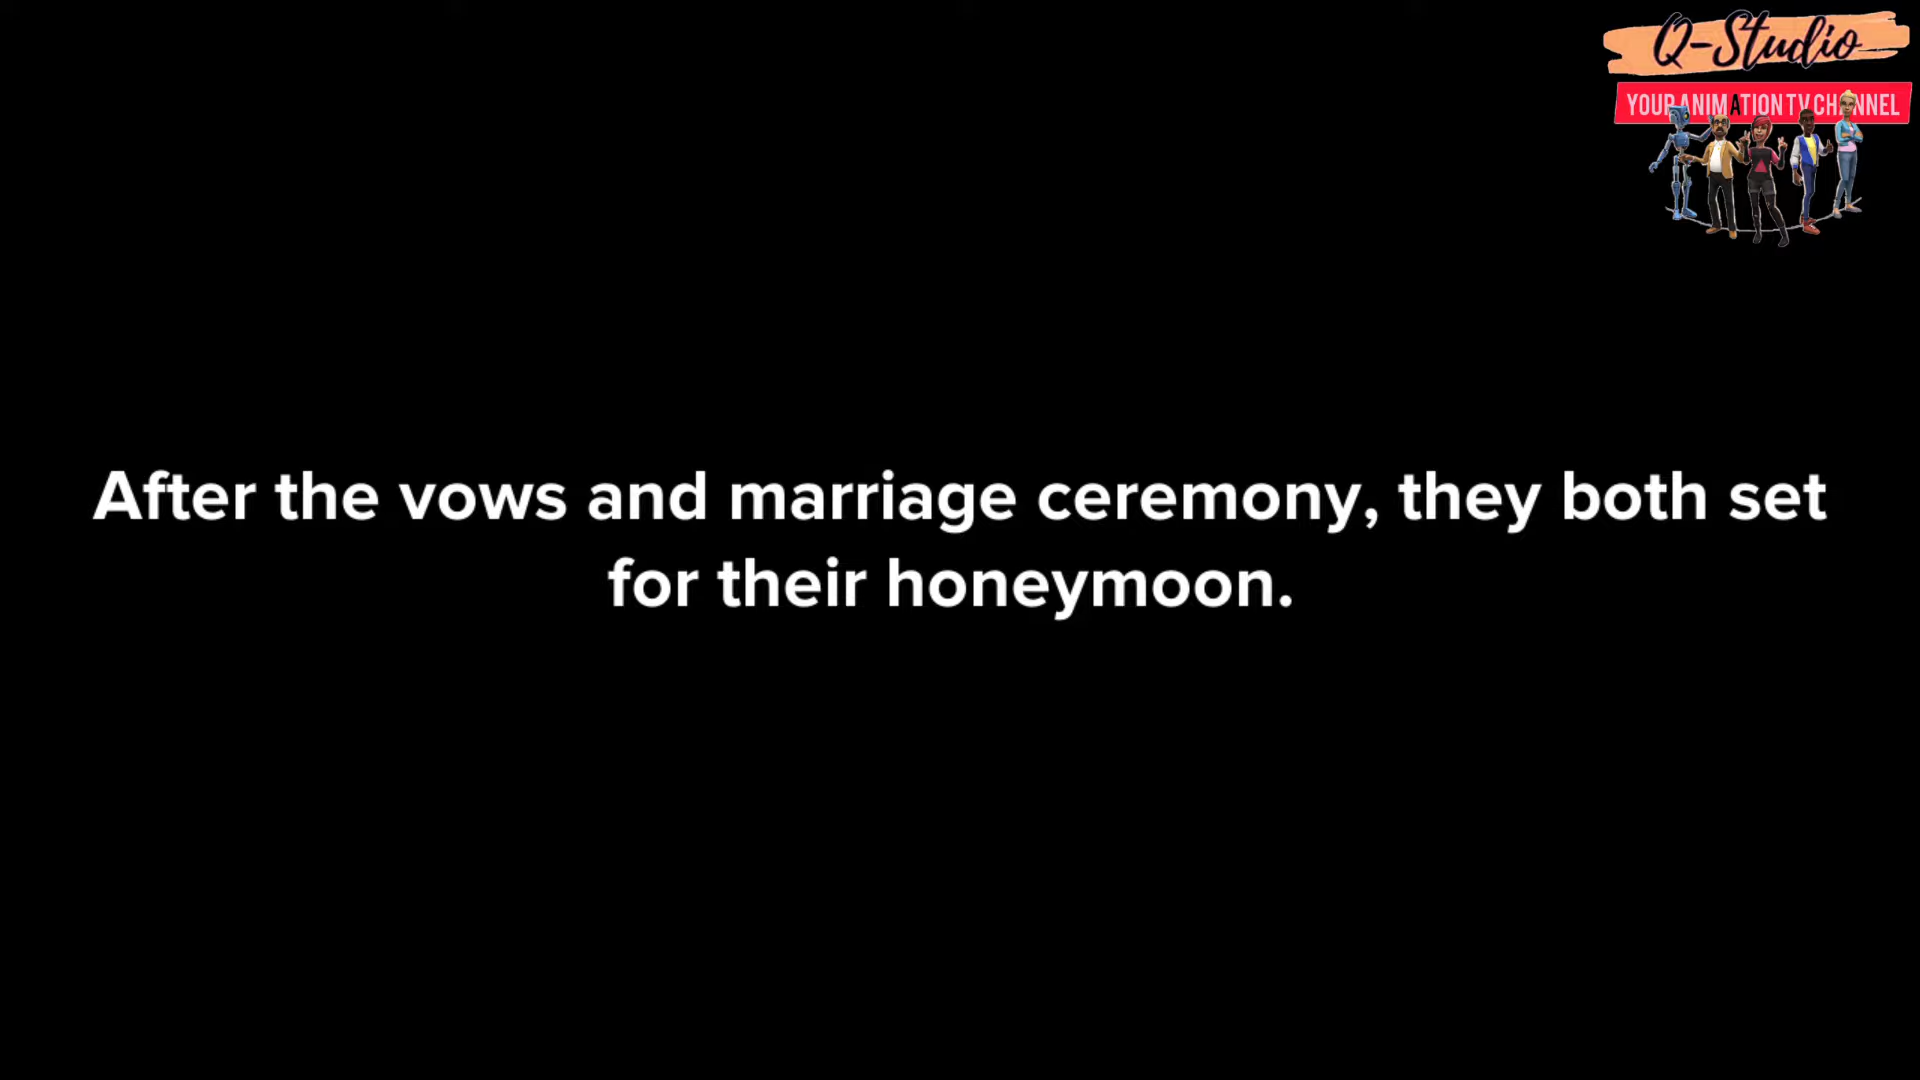 Q-Studio
YOUR ANIMATION TV CHANNEL
After the vows and marriage ceremony, they both set
for their honeymoon.